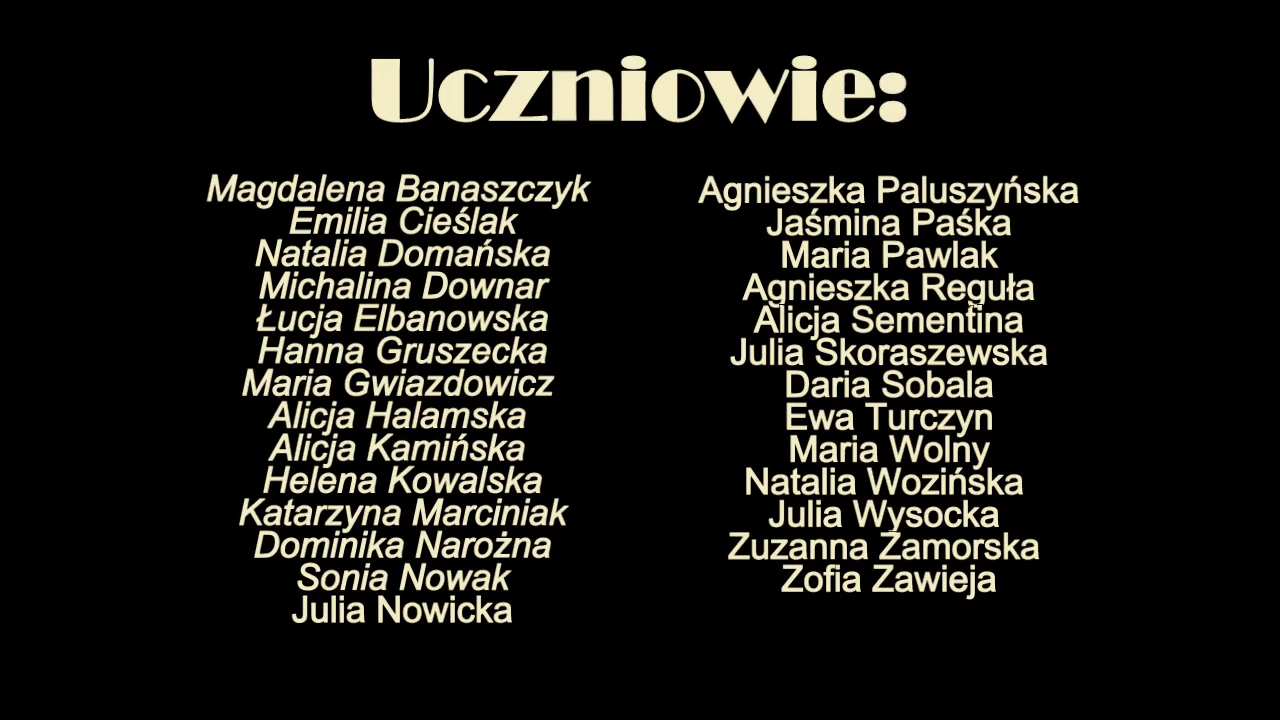 Uczniowie:
Magdalena Banaszczyk
Emilia Cieślak
Natalia Domańska
Michalina Downar
Łucja Elbanowska
Hanna Gruszecka
Maria Gwiazdowicz
Alicja Halamska
Alicja Kamińska
Helena Kowalska
Katarzyna Marciniak
Dominika Narożna
Sonia Nowak
Julia Nowicka
Agnieszka Paluszyńska
Jaśmina Paśka
Maria Pawlak
Agnieszka Reguła
Alicja Sementina
Julia Skoraszewska
Daria Sobala
Ewa Turczyn
Maria Wolny
Natalia Wozińska
Julia Wysocka
Zuzanna Zamorska
Zofia Zawieja